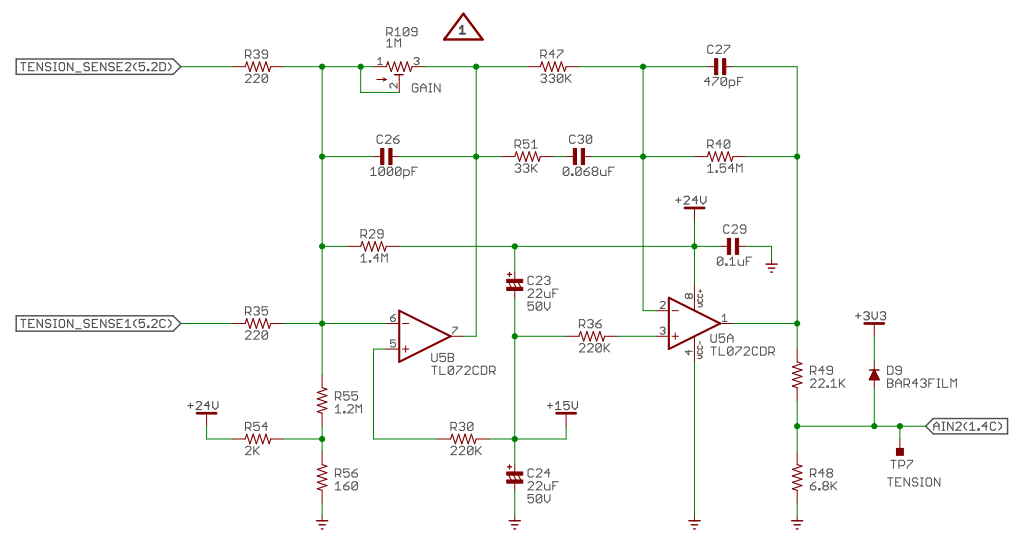 R109
1M
1
R39
220
TENSION_SENSE2(5.2D)
1
3
2
GAIN
R47
330K
C27
470pF
C26
1000pF
R51
33K
C30
0.068uF
R40
1.54M
+24V
R29
1.4M
C29
0.1uF
C23
22uF
50V
8
VCC+
TENSION_SENSE1(5.2C)
R35
220
6
5
7
U5B
TL072CDR
R36
220K
2
3
1
4
VCC-
U5A
TL072CDR
+3V3
R49
22.1K
D9
BAR43FILM
R55
1.2M
+24V
R54
2K
R30
220K
+15V
AIN2(1.4C)
R56
160
C24
22uF
50V
R48
6.8K
TP7
TENSION